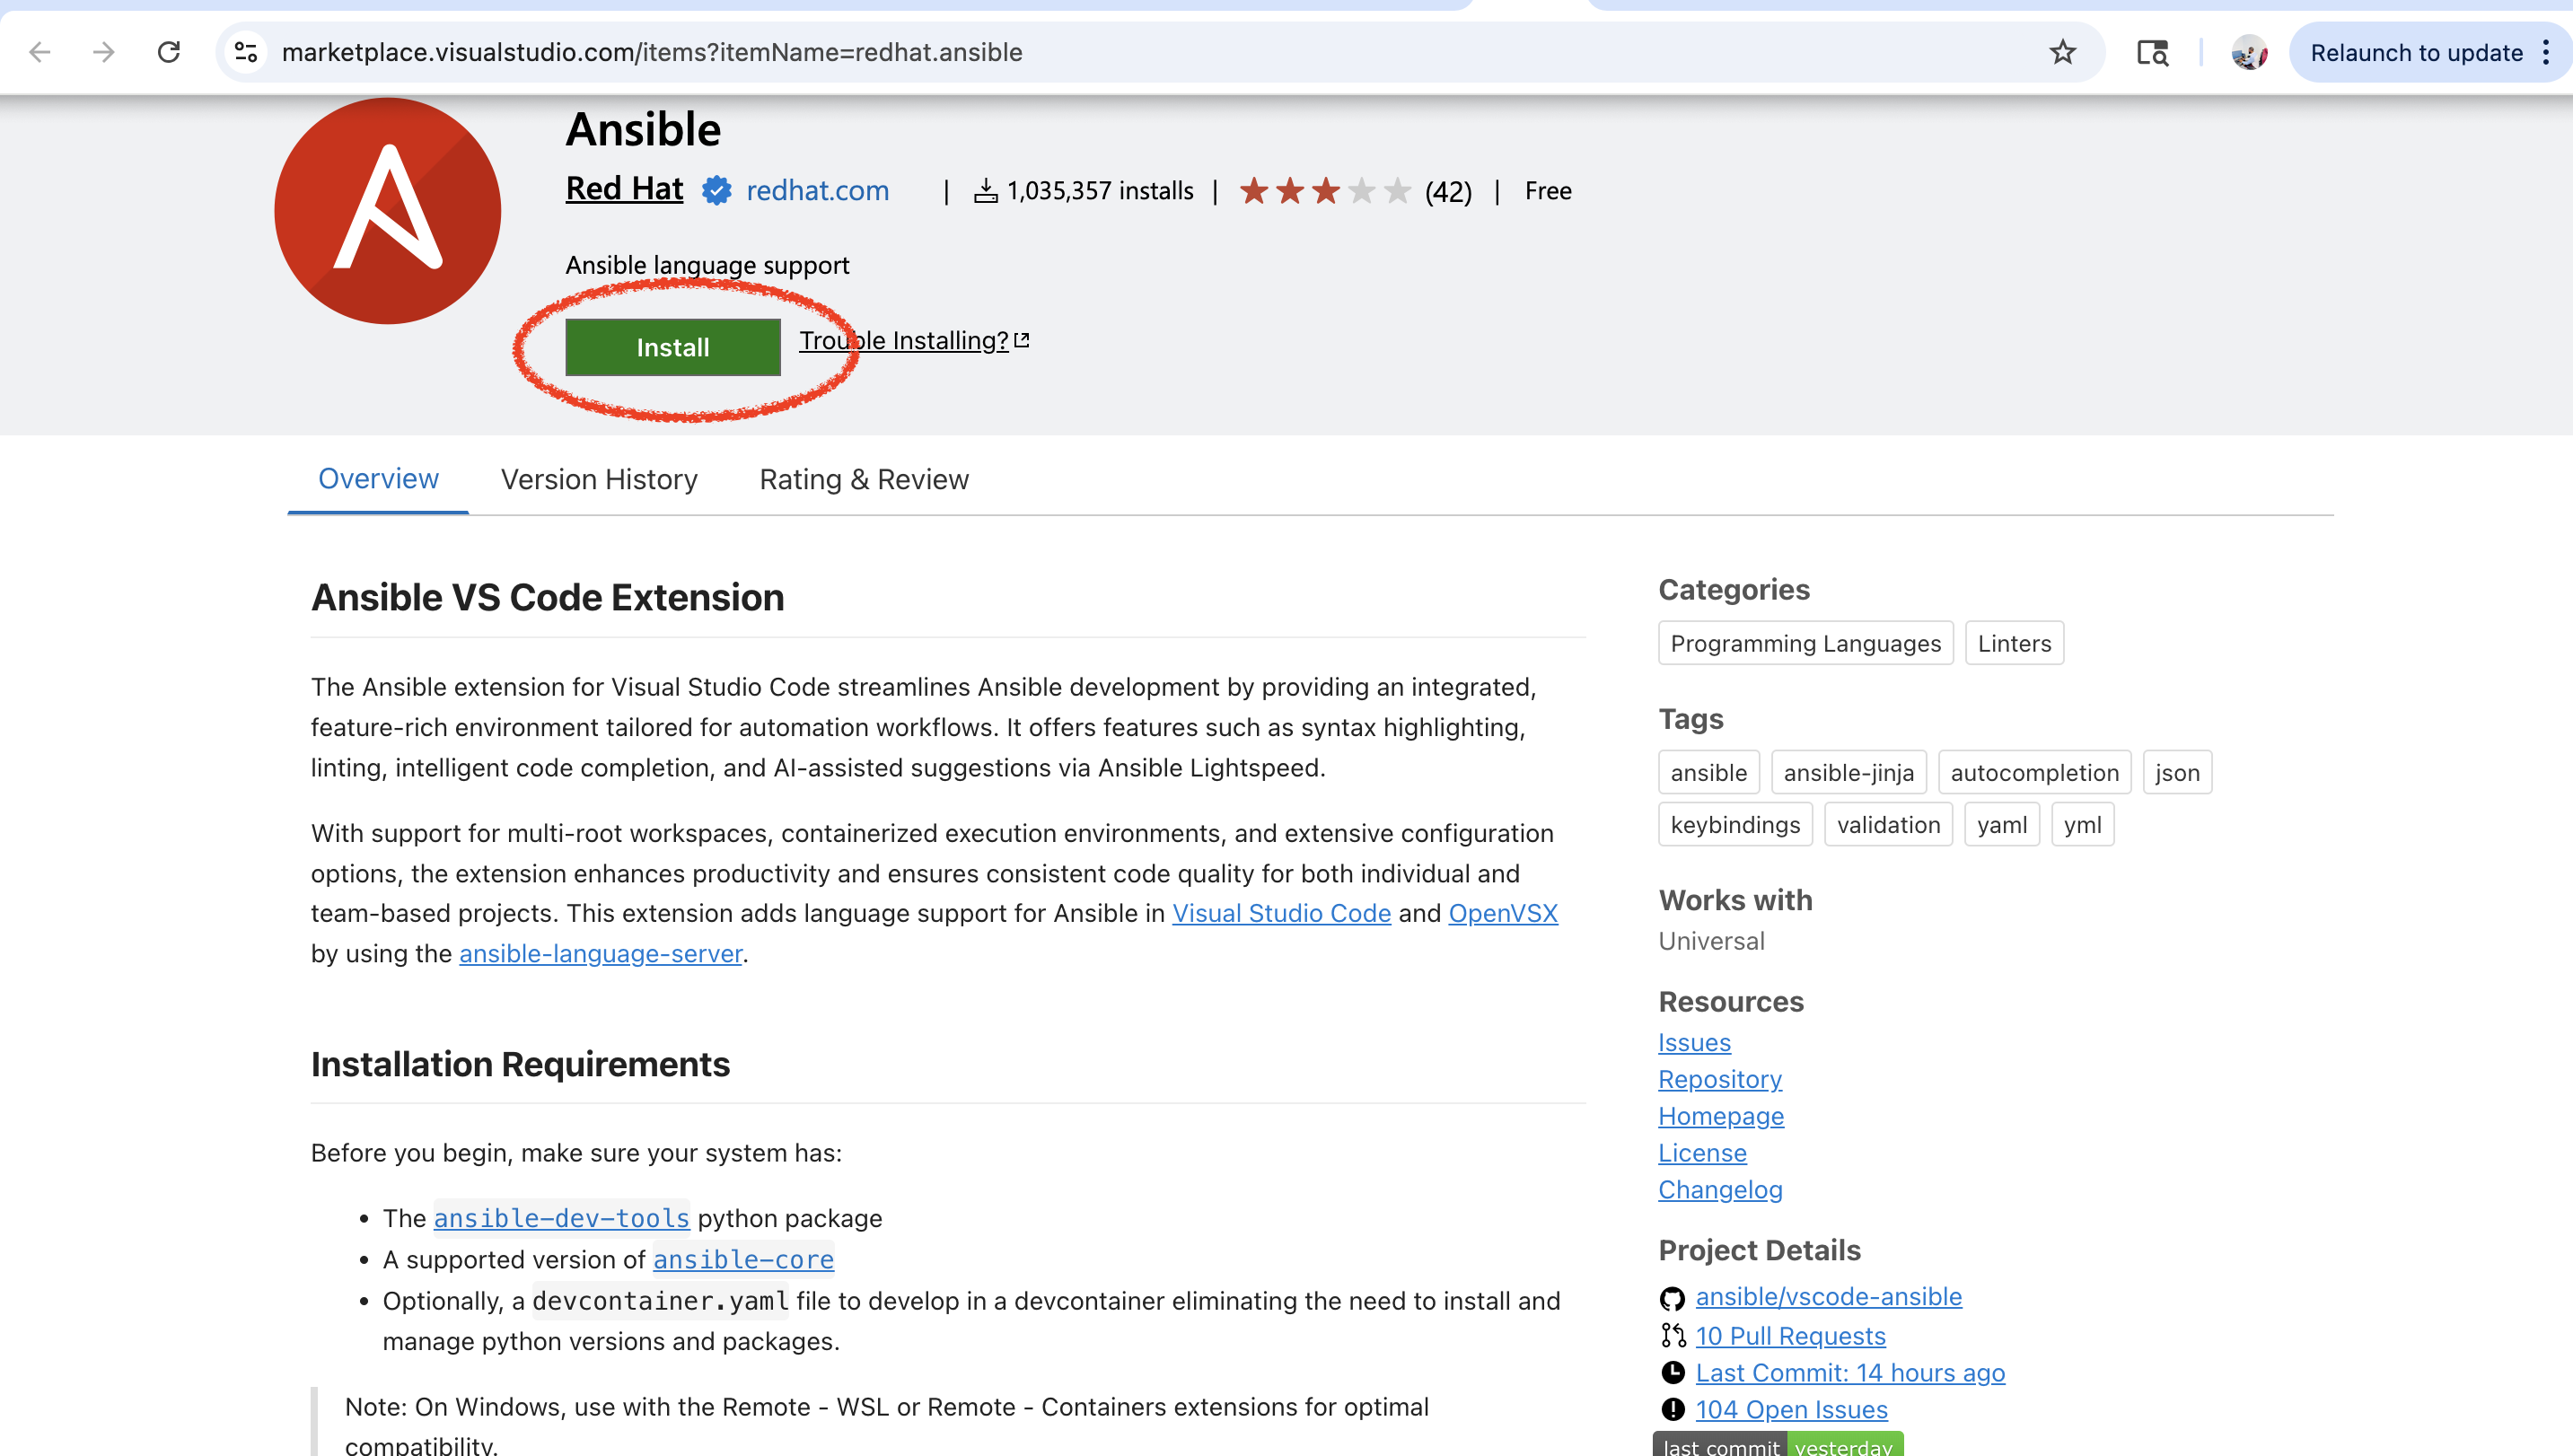 marketplace.visualstudio.com/items?itemName=redhat.ansible
Relaunch to update
Ansible
Red Hat redhat.com | 1,035,357 installs | (42) | Free
Ansible language support
Install Trouble Installing?
Overview Version History Rating & Review
Ansible VS Code Extension
The Ansible extension for Visual Studio Code streamlines Ansible development by providing an integrated,
feature-rich environment tailored for automation workflows. It offers features such as syntax highlighting,
linting, intelligent code completion, and AI-assisted suggestions via Ansible Lightspeed.
With support for multi-root workspaces, containerized execution environments, and extensive configuration
options, the extension enhances productivity and ensures consistent code quality for both individual and
team-based projects. This extension adds language support for Ansible in Visual Studio Code and OpenVSX
by using the ansible-language-server.
Installation Requirements
Before you begin, make sure your system has:
• The ansible-dev-tools python package
• A supported version of ansible-core
• Optionally, a devcontainer.yaml file to develop in a devcontainer eliminating the need to install and
manage python versions and packages.
Note: On Windows, use with the Remote - WSL or Remote - Containers extensions for optimal
compatibility.
Categories
Programming Languages Linters
Tags
ansible ansible-jinja autocompletion json
keybindings validation yaml yml
Works with
Universal
Resources
Issues
Repository
Homepage
License
Changelog
Project Details
ansible/vscode-ansible
10 Pull Requests
Last Commit: 14 hours ago
104 Open Issues
last commit yesterday